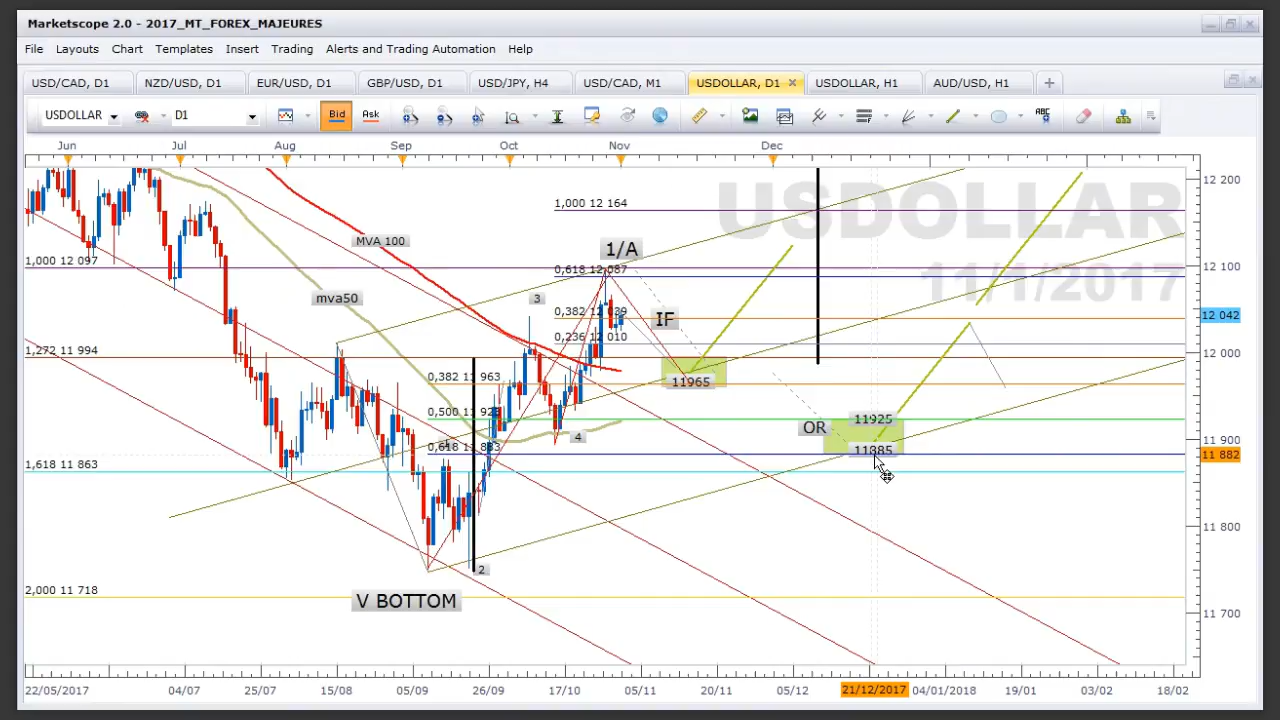 Marketscope 2.0 - 2017_MT_FOREX_MAJEURES
File Layouts Chart Templates Insert Trading Alerts and Trading Automation Help
USD/CAD, D1 NZD/USD, D1 EUR/USD, D1 GBP/USD, D1 USD/JPY, H4 USD/CAD, M1 USDOLLAR, D1 USDOLLAR, H1 AUD/USD, H1
USDOLLAR D1 Bid Ask ABC
Jun Jul Aug Sep Oct Nov Dec
USDOLLAR
11/1/2017
12 200
1,000 12 164
MVA 100
1/A
1,000 12 097
0,618 12 087
12 100
mva50
3
0,382 12 039
IF
12 042
0,236 12 010
1,272 11 994
12 000
0,382 11 963
11965
0,500 11 923
11925
OR
4
11 900
0,618 11 883
11885
11 882
1,618 11 863
11 800
2
2,000 11 718
V BOTTOM
11 700
22/05/2017 04/07 25/07 15/08 05/09 26/09 17/10 05/11 20/11 05/12 21/12/2017 04/01/2018 19/01 03/02 18/02